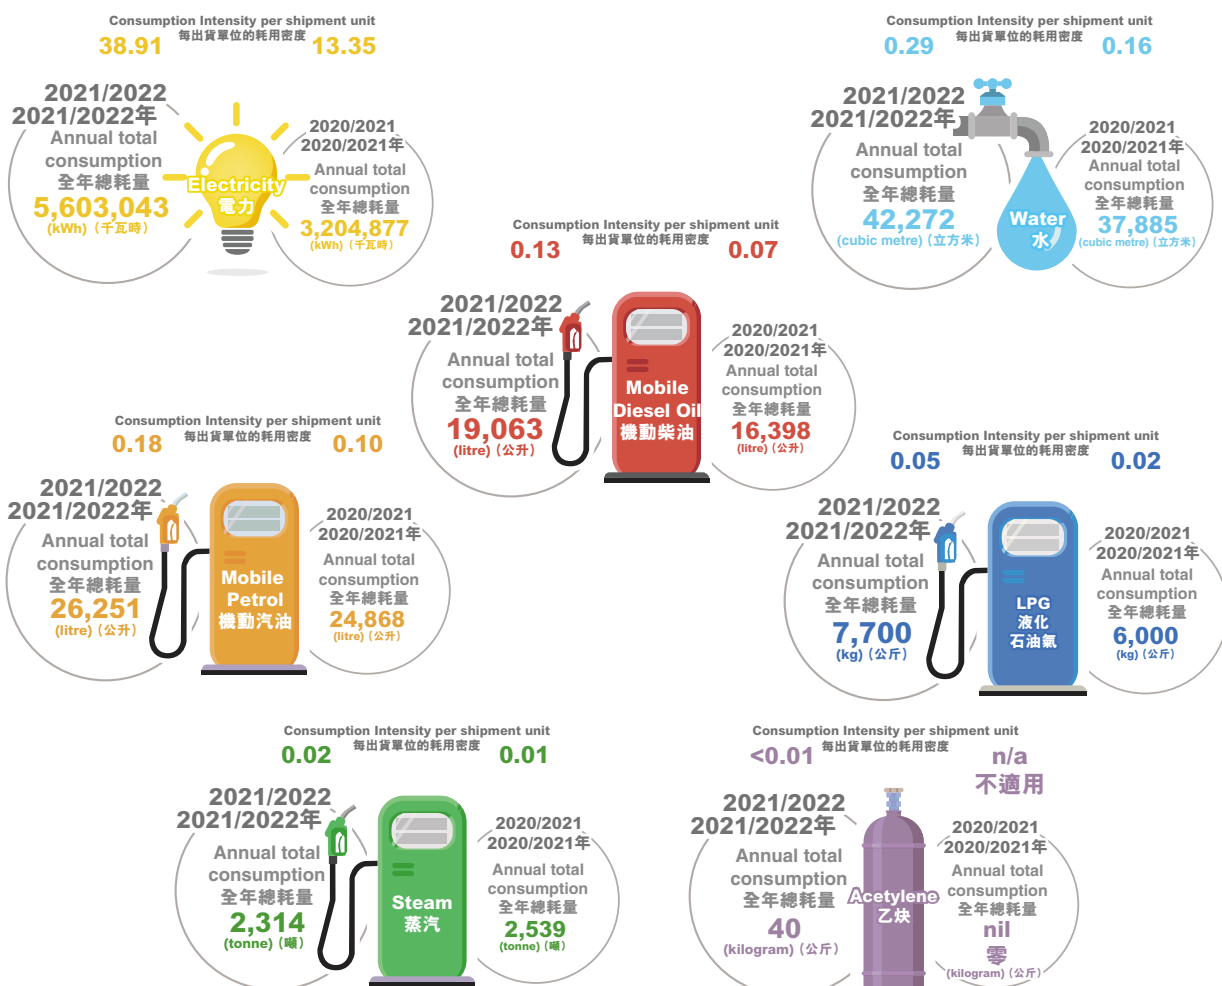 Consumption Intensity per shipment unit
38.91 每出貨單位的耗用密度 13.35
2021/2022
2021/2022年
Annual total
consumption
全年總耗量
5,603,043
(kWh)（千瓦時）
Electricity
電力
2020/2021
2020/2021年
Annual total
consumption
全年總耗量
3,204,877
(kWh)（千瓦時）
Consumption Intensity per shipment unit
0.29 每出貨單位的耗用密度 0.16
2021/2022
2021/2022年
Annual total
consumption
全年總耗量
42,272
(cubic metre)（立方米）
Water
水
2020/2021
2020/2021年
Annual total
consumption
全年總耗量
37,885
(cubic metre)（立方米）
Consumption Intensity per shipment unit
0.13 每出貨單位的耗用密度 0.07
2021/2022
2021/2022年
Annual total
consumption
全年總耗量
19,063
(litre)（公升）
Mobile
Diesel Oil
機動柴油
2020/2021
2020/2021年
Annual total
consumption
全年總耗量
16,398
(litre)（公升）
Consumption Intensity per shipment unit
0.18 每出貨單位的耗用密度 0.10
2021/2022
2021/2022年
Annual total
consumption
全年總耗量
26,251
(litre)（公升）
Mobile
Petrol
機動汽油
2020/2021
2020/2021年
Annual total
consumption
全年總耗量
24,868
(litre)（公升）
Consumption Intensity per shipment unit
0.05 每出貨單位的耗用密度 0.02
2021/2022
2021/2022年
Annual total
consumption
全年總耗量
7,700
(kg)（公斤）
LPG
液化
石油氣
2020/2021
2020/2021年
Annual total
consumption
全年總耗量
6,000
(kg)（公斤）
Consumption Intensity per shipment unit
0.02 每出貨單位的耗用密度 0.01
2021/2022
2021/2022年
Annual total
consumption
全年總耗量
2,314
(tonne)（噸）
Steam
蒸汽
2020/2021
2020/2021年
Annual total
consumption
全年總耗量
2,539
(tonne)（噸）
Consumption Intensity per shipment unit
<0.01 每出貨單位的耗用密度 n/a
不適用
2021/2022
2021/2022年
Annual total
consumption
全年總耗量
40
(kilogram)（公斤）
Acetylene
乙炔
2020/2021
2020/2021年
Annual total
consumption
全年總耗量
nil
零
(kilogram)（公斤）